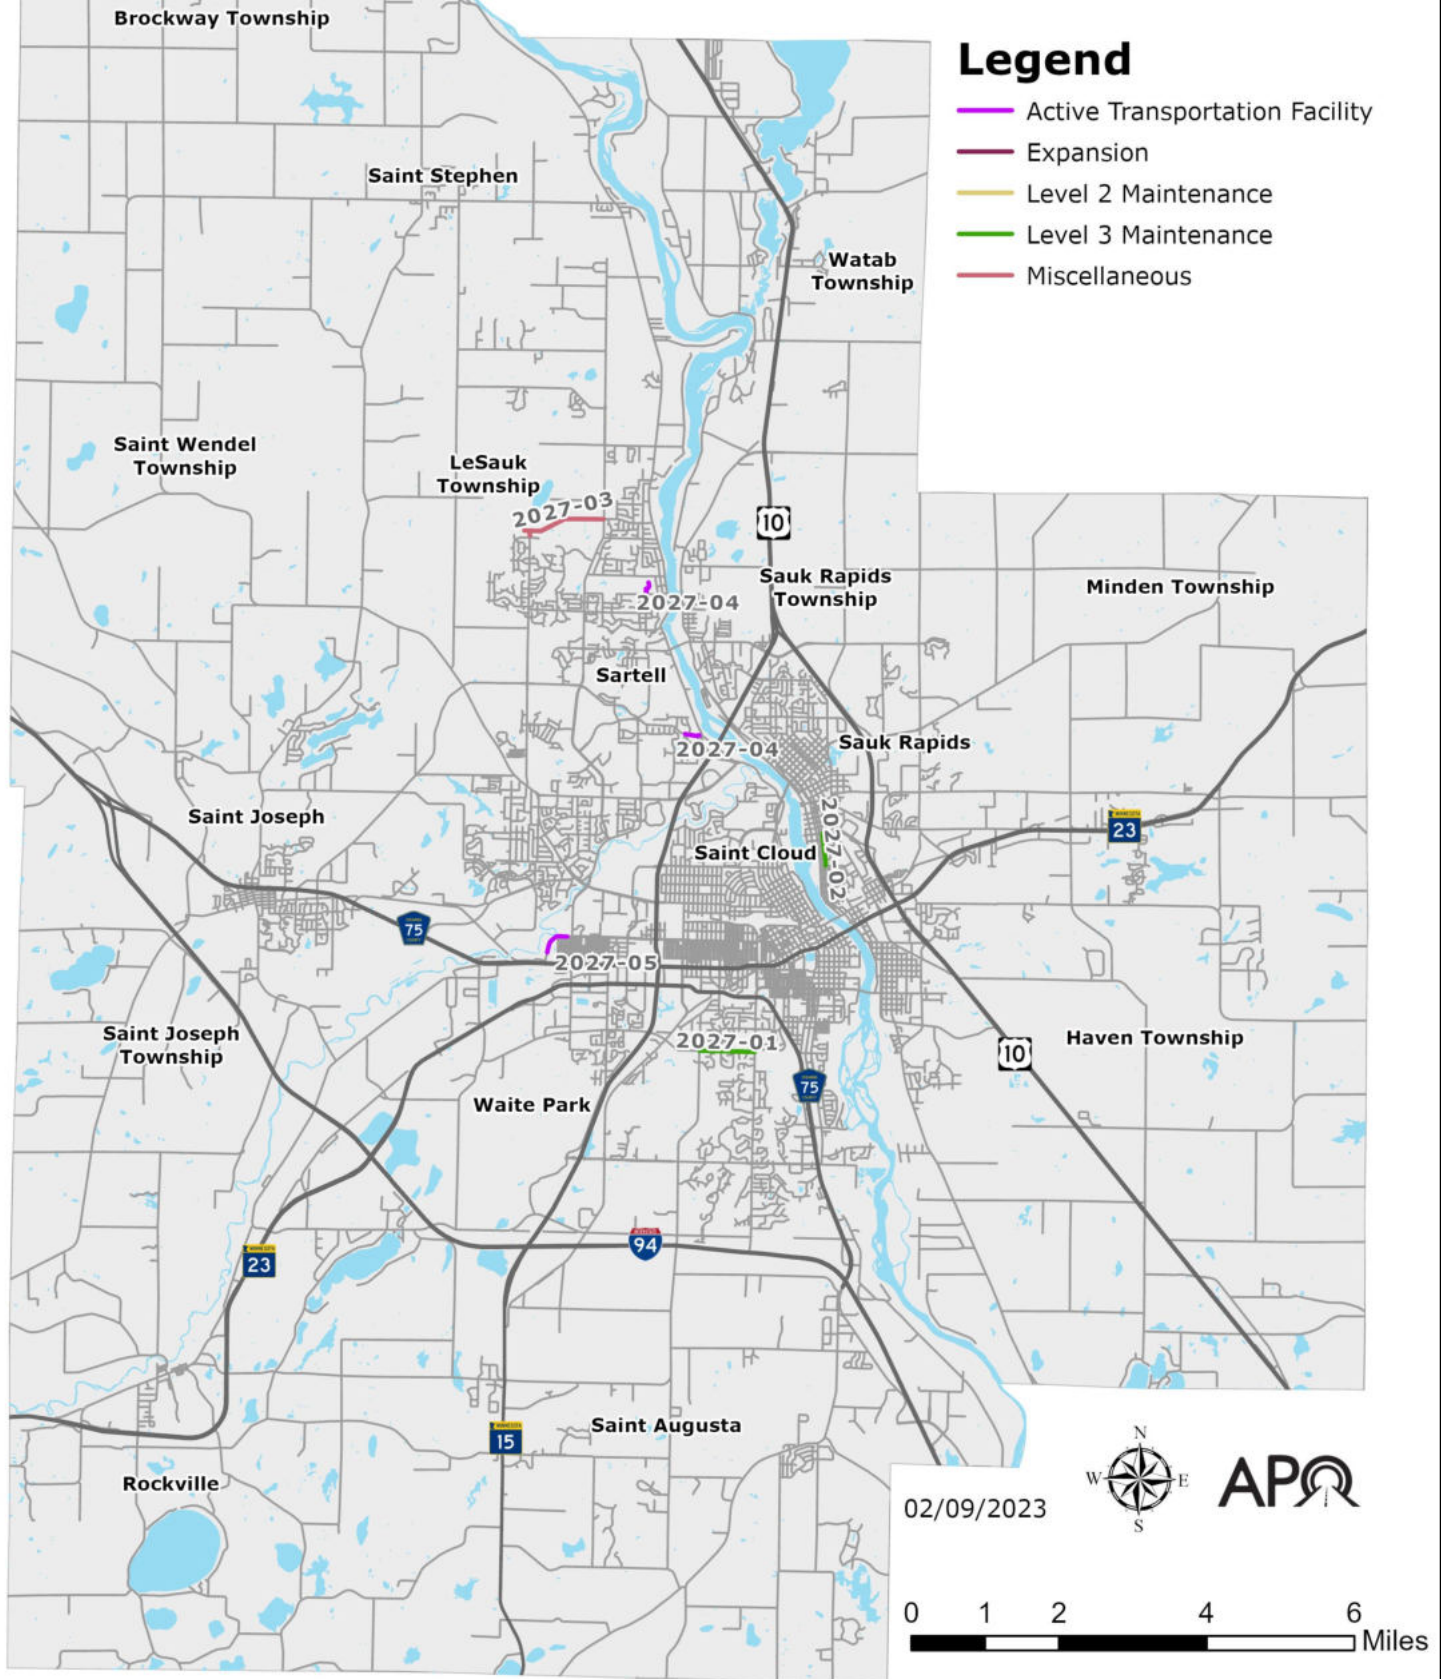 Brockway Township
Legend
Active Transportation Facility
Expansion
Saint Stephen
Level 2 Maintenance
Level 3 Maintenance
Watab
Township
Miscellaneous
Saint Wendel
Township
LeSauk
Township
2027-03
10
Sauk Rapids
Township
Minden Township
2027-04
Sartell
2027-04
Sauk Rapids
Saint Joseph
MINNESOTA
23
2027-02
Saint Cloud
75
2027-05
Saint Joseph
Township
2027-01
10
Haven Township
75
Waite Park
94
MINNESOTA
23
MINNESOTA
15
Saint Augusta
Rockville
N
W E
S
APO
02/09/2023
0 1 2 4 6
Miles